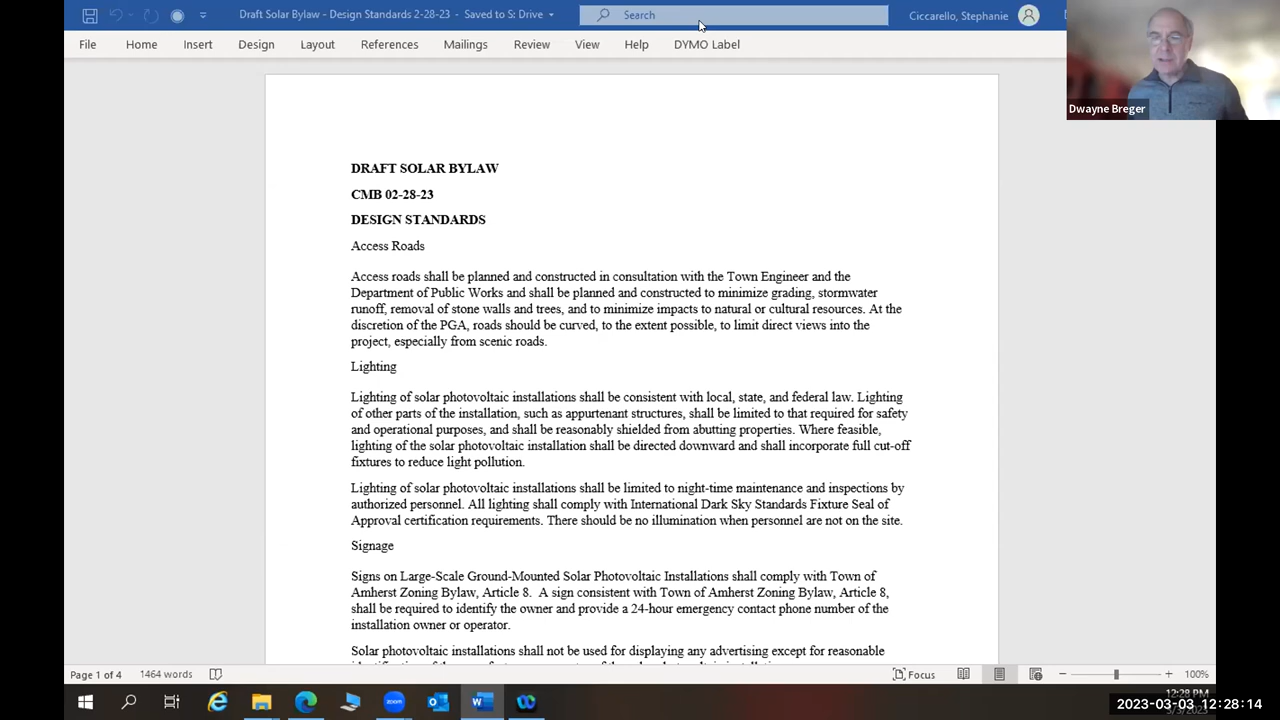 Draft Solar Bylaw - Design Standards 2-28-23 - Saved to S: Drive
Search
Ciccarello, Stephanie
File Home Insert Design Layout References Mailings Review View Help DYMO Label
Dwayne Breger
DRAFT SOLAR BYLAW
CMB 02-28-23
DESIGN STANDARDS
Access Roads
Access roads shall be planned and constructed in consultation with the Town Engineer and the
Department of Public Works and shall be planned and constructed to minimize grading, stormwater
runoff, removal of stone walls and trees, and to minimize impacts to natural or cultural resources. At the
discretion of the PGA, roads should be curved, to the extent possible, to limit direct views into the
project, especially from scenic roads.
Lighting
Lighting of solar photovoltaic installations shall be consistent with local, state, and federal law. Lighting
of other parts of the installation, such as appurtenant structures, shall be limited to that required for safety
and operational purposes, and shall be reasonably shielded from abutting properties. Where feasible,
lighting of the solar photovoltaic installation shall be directed downward and shall incorporate full cut-off
fixtures to reduce light pollution.
Lighting of solar photovoltaic installations shall be limited to night-time maintenance and inspections by
authorized personnel. All lighting shall comply with International Dark Sky Standards Fixture Seal of
Approval certification requirements. There should be no illumination when personnel are not on the site.
Signage
Signs on Large-Scale Ground-Mounted Solar Photovoltaic Installations shall comply with Town of
Amherst Zoning Bylaw, Article 8. A sign consistent with Town of Amherst Zoning Bylaw, Article 8,
shall be required to identify the owner and provide a 24-hour emergency contact phone number of the
installation owner or operator.
Solar photovoltaic installations shall not be used for displaying any advertising except for reasonable
Page 1 of 4 1464 words Focus 100%
zoom
12:28 PM
2023-03-03 12:28:14